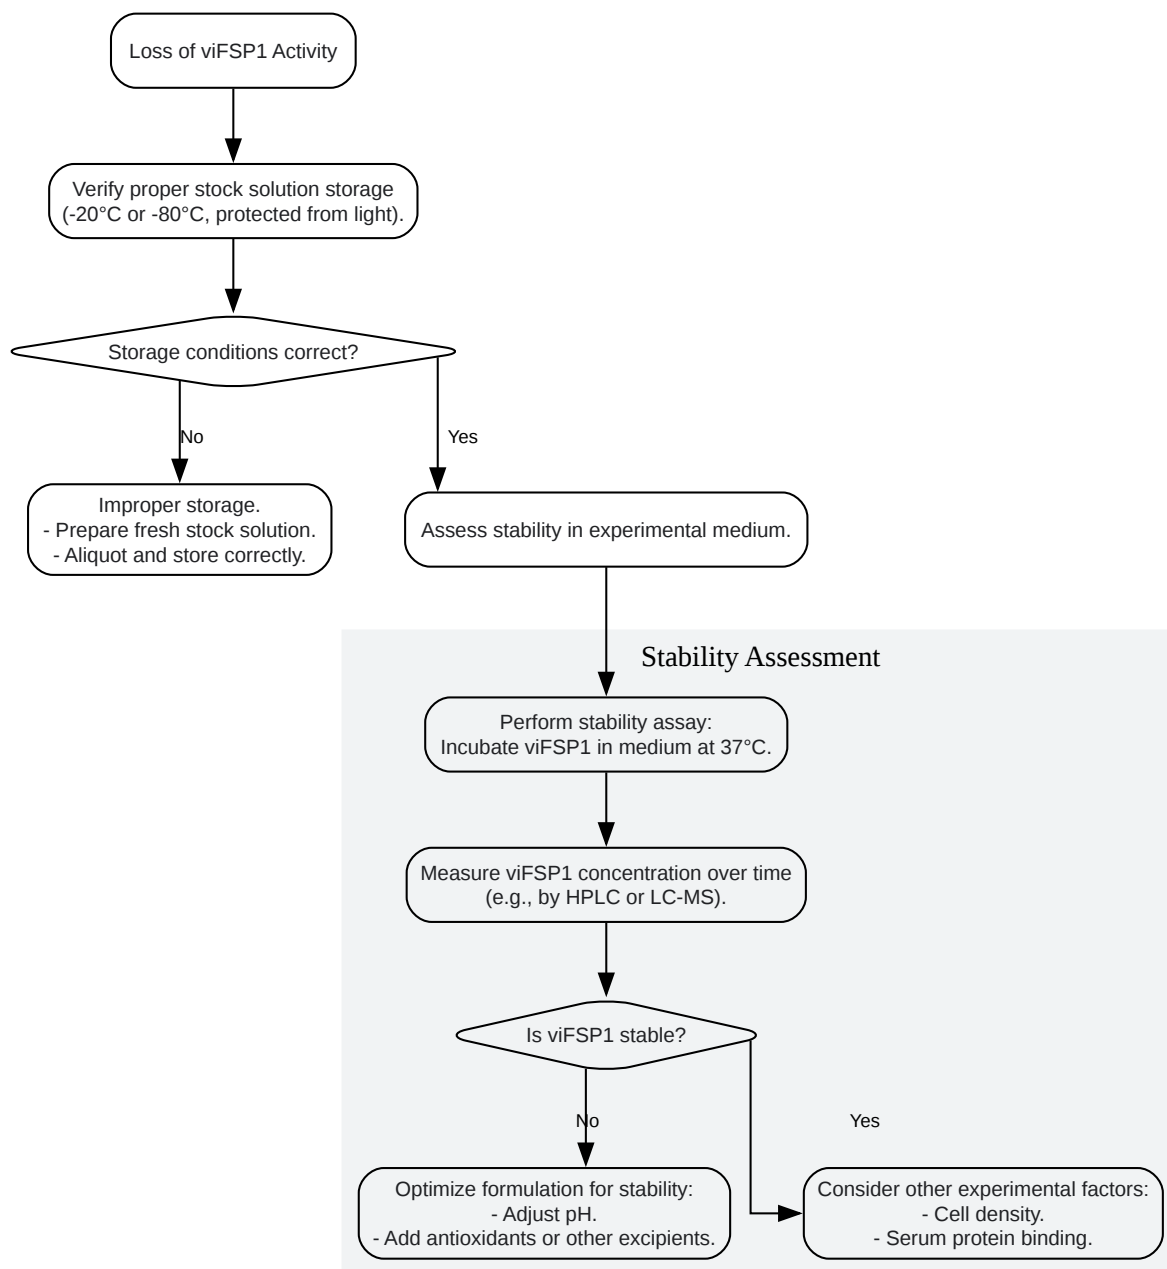 Loss of viFSP1 Activity
Verify proper stock solution storage
(-20°C or -80°C, protected from light).
Storage conditions correct?
No
Yes
Improper storage.
- Prepare fresh stock solution.
- Aliquot and store correctly.
Assess stability in experimental medium.
Stability Assessment
Perform stability assay:
Incubate viFSP1 in medium at 37°C.
Measure viFSP1 concentration over time
(e.g., by HPLC or LC-MS).
Is viFSP1 stable?
No
Yes
Optimize formulation for stability:
- Adjust pH.
- Add antioxidants or other excipients.
Consider other experimental factors:
- Cell density.
- Serum protein binding.